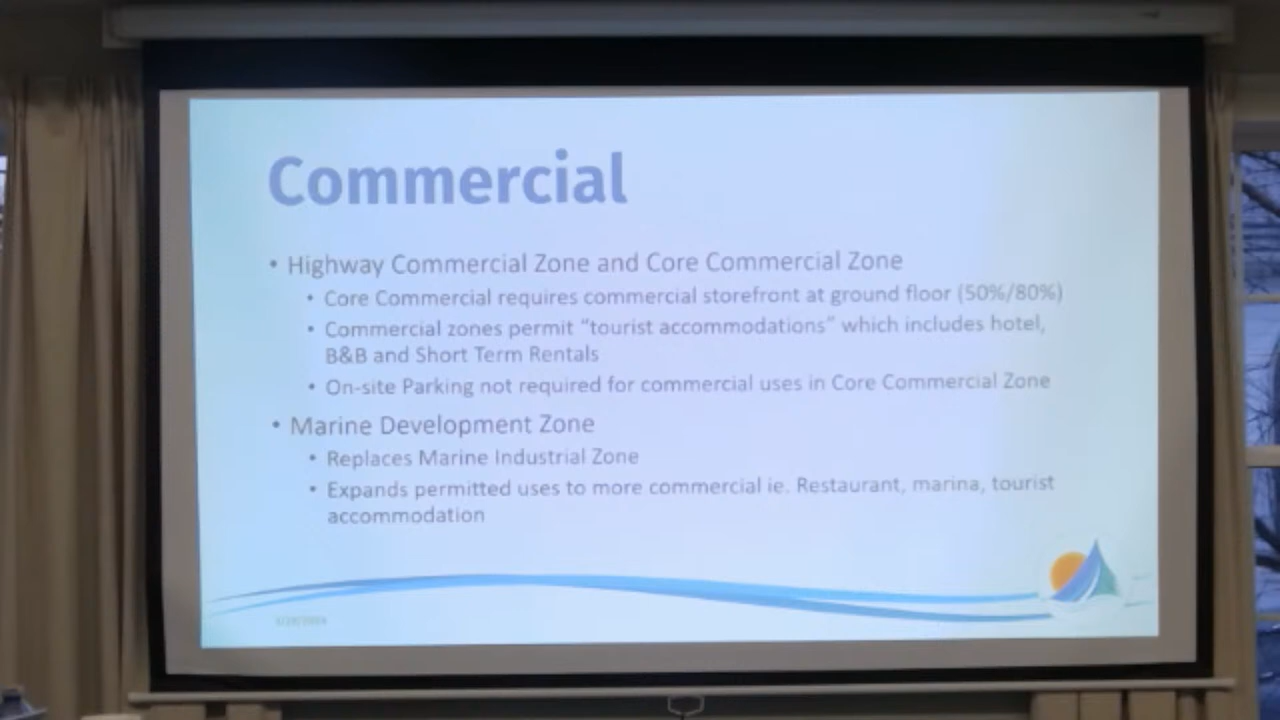 Commercial
• Highway Commercial Zone and Core Commercial Zone
• Core Commercial requires commercial storefront at ground floor (50%/80%)
• Commercial zones permit “tourist accommodations” which includes hotel,
B&B and Short Term Rentals
• On-site Parking not required for commercial uses in Core Commercial Zone
• Marine Development Zone
• Replaces Marine Industrial Zone
• Expands permitted uses to more commercial ie. Restaurant, marina, tourist
accommodation